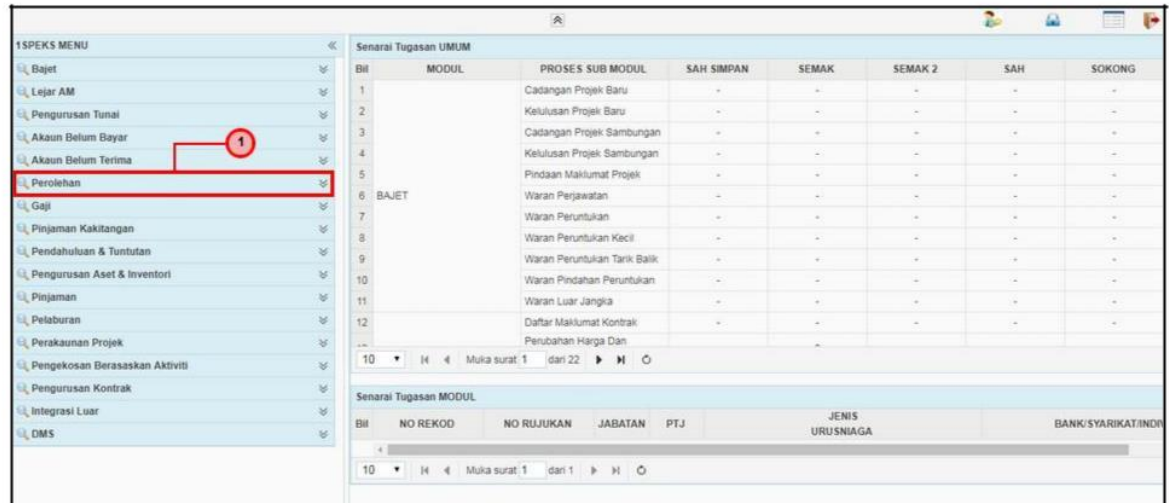 1SPEKS MENU
Bajet
Lejar AM
Pengurusan Tunai
Akaun Belum Bayar
1
Akaun Belum Terima
Perolehan
Gaji
Pinjaman Kakitangan
Pendahuluan & Tuntutan
Pengurusan Aset & Inventori
Pinjaman
Pelaburan
Perakaunan Projek
Pengekosan Berasaskan Aktiviti
Pengurusan Kontrak
Integrasi Luar
DMS
Senarai Tugasan UMUM
Bil MODUL PROSES SUB MODUL SAH SIMPAN SEMAK SEMAK 2 SAH SOKONG
1 Cadangan Projek Baru - - - - -
2 Kelulusan Projek Baru - - - - -
3 Cadangan Projek Sambungan - - - - -
4 Kelulusan Projek Sambungan - - - - -
5 Pindaan Maklumat Projek - - - - -
6 BAJET Waran Perjawatan - - - - -
7 Waran Peruntukan - - - - -
8 Waran Peruntukan Kecil - - - - -
9 Waran Peruntukan Tarik Balik - - - - -
10 Waran Pindahan Peruntukan - - - - -
11 Waran Luar Jangka - - - - -
12 Daftar Maklumat Kontrak - - - - -
Perubahan Harga Dan
10 Muka surat 1 dari 22
Senarai Tugasan MODUL
Bil NO REKOD NO RUJUKAN JABATAN PTJ JENIS URUSNIAGA BANK/SYARIKAT/INDIV
10 Muka surat 1 dari 1